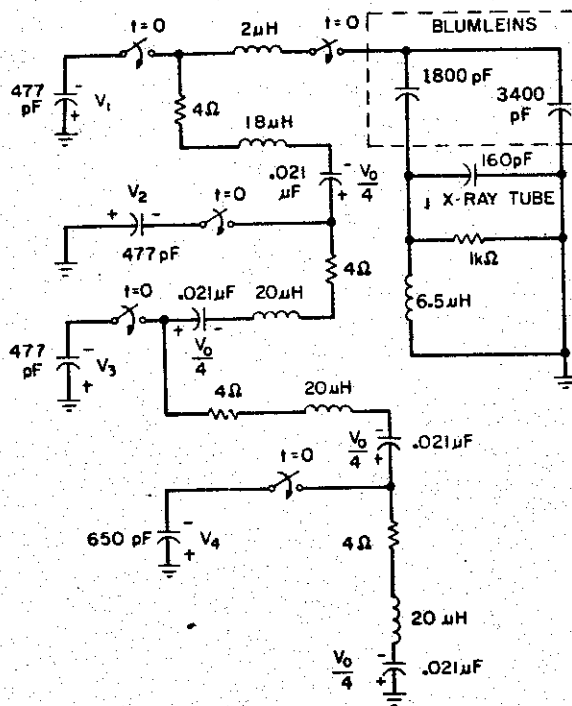 t=0
2μH
t=0
BLUMLEINS
477
pF
-
+
V₁
4Ω
1800 pF
3400
pF
18μH
.021
μF
-
+
V₀/4
160pF
X-RAY TUBE
V₂
t=0
+
-
477pF
4Ω
1kΩ
6.5μH
t=0
.021μF
20μH
+
-
V₀/4
477
pF
-
+
V₃
4Ω
20μH
V₀/4
-
+
.021μF
t=0
650 pF
-
+
V₄
4Ω
20 μH
V₀/4
-
+
.021μF